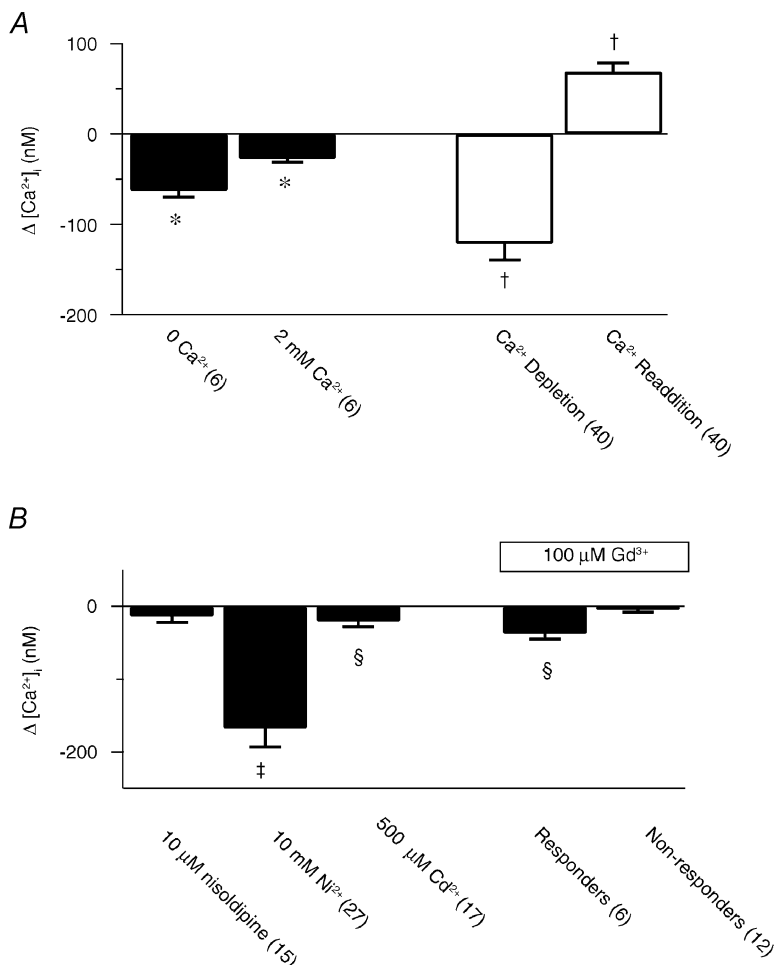 A
100
0
-100
-200
Δ [Ca²⁺]ᵢ (nM)
*
*
†
†
0 Ca²⁺ (6)
2 mM Ca²⁺ (6)
Ca²⁺ Depletion (40)
Ca²⁺ Readdition (40)
B
100 μM Gd³⁺
0
-200
Δ [Ca²⁺]ᵢ (nM)
‡
§
§
10 μM nisoldipine (15)
10 mM Ni²⁺ (27)
500 μM Cd²⁺ (17)
Responders (6)
Non-responders (12)